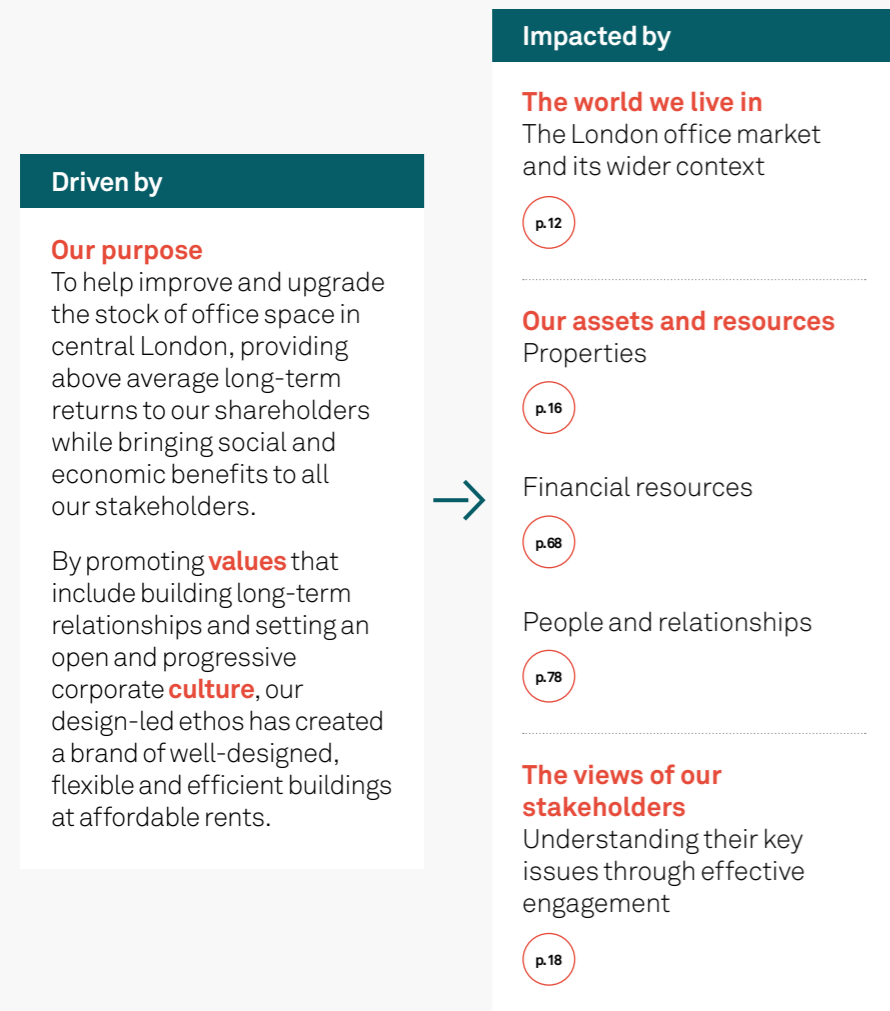 Driven by
Our purpose
To help improve and upgrade
the stock of office space in
central London, providing
above average long-term
returns to our shareholders
while bringing social and
economic benefits to all
our stakeholders.
By promoting values that
include building long-term
relationships and setting an
open and progressive
corporate culture, our
design-led ethos has created
a brand of well-designed,
flexible and efficient buildings
at affordable rents.
Impacted by
The world we live in
The London office market
and its wider context
p.12
Our assets and resources
Properties
p.16
Financial resources
p.68
People and relationships
p.78
The views of our
stakeholders
Understanding their key
issues through effective
engagement
p.18